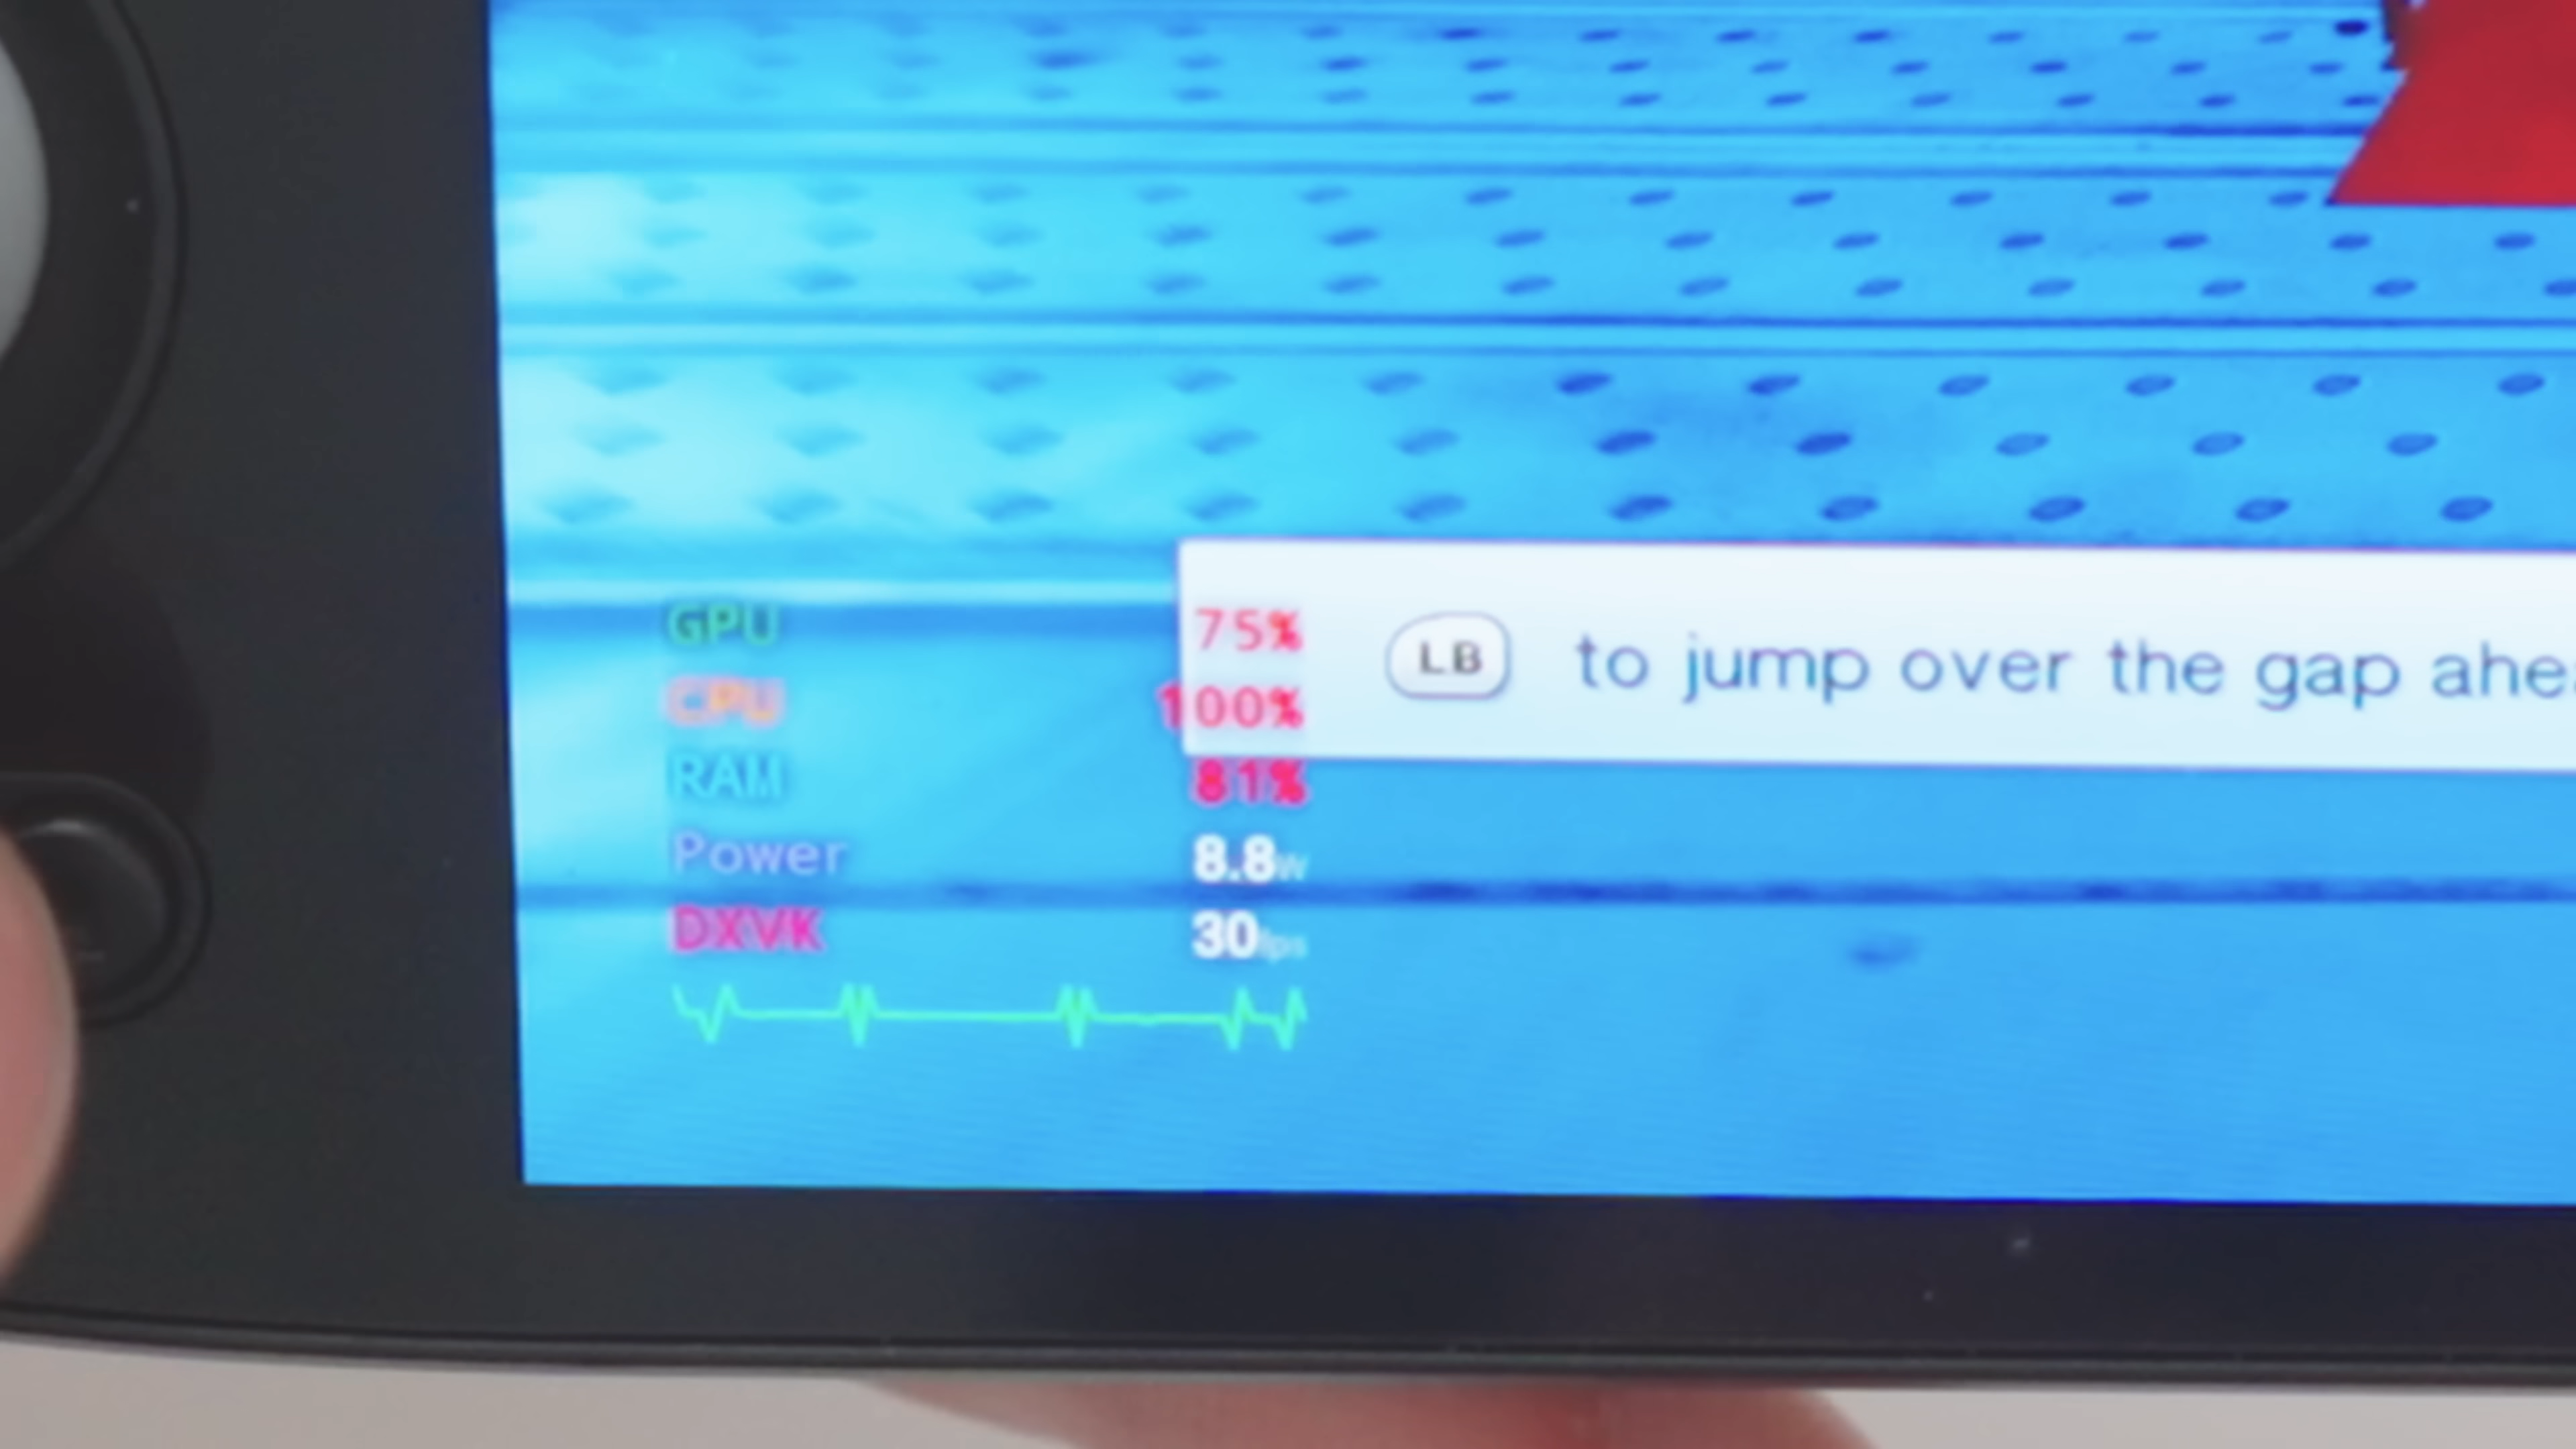 GPU 75%
CPU 100%
RAM 81%
Power 8.8W
DXVK 30fps
LB to jump over the gap ahe